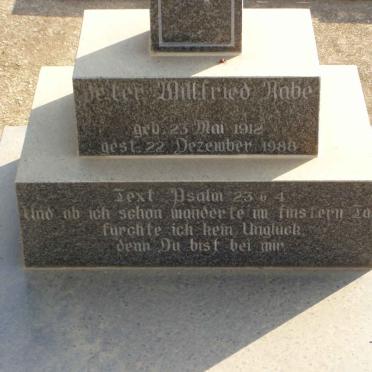 Peter Willfried Rabe
geb. 23 Mai 1912
gest. 22 Dezember 1988
Text Psalm 23 v 4
Und ob ich schon wanderte im finstern
fürchte ich kein Unglück
denn Du bist bei mir